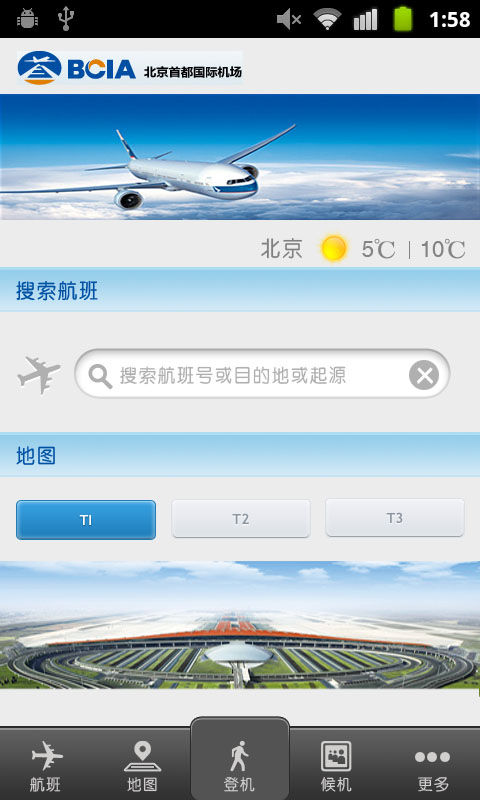 1:58
BCIA 北京首都国际机场
北京 5℃ | 10℃
搜索航班
搜索航班号或目的地或起源
地图
T1 T2 T3
航班 地图 登机 候机 更多